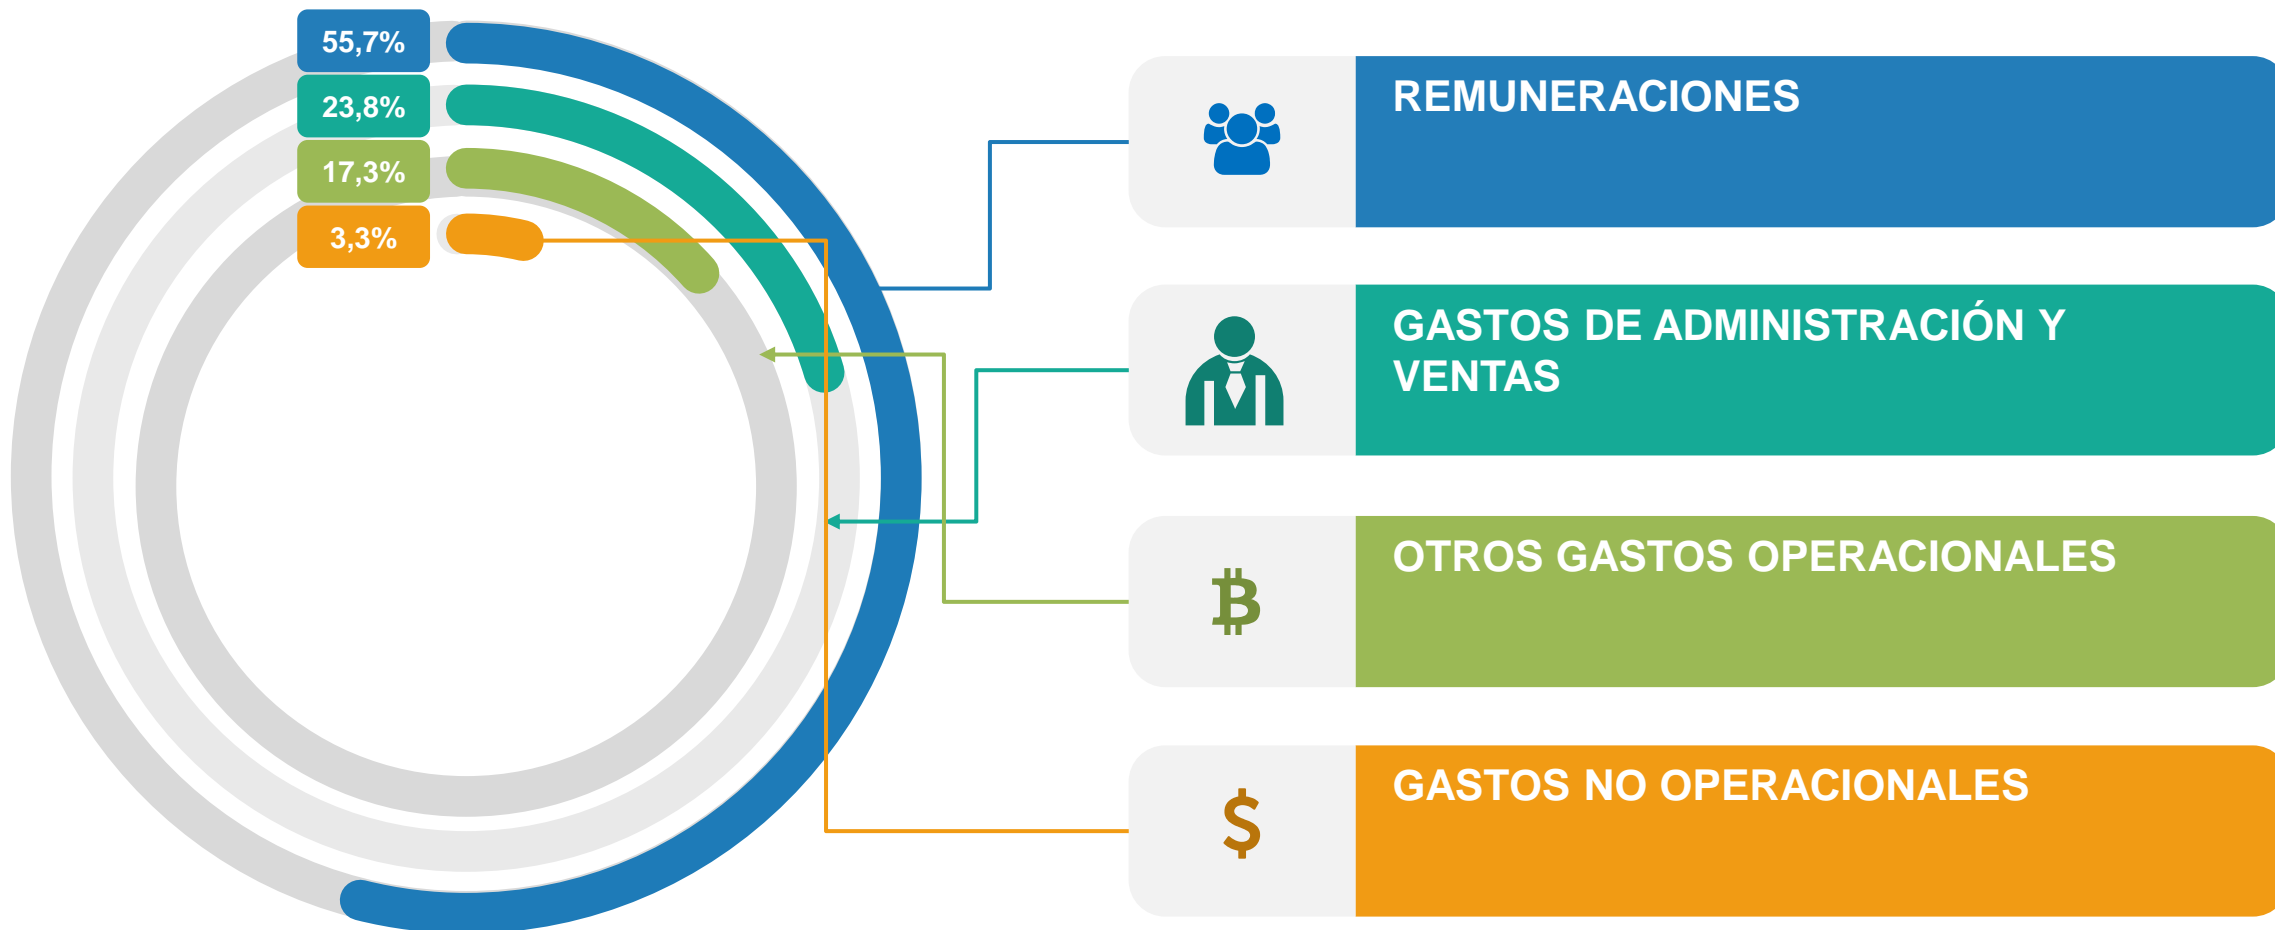 55,7%
23,8%
17,3%
3,3%
REMUNERACIONES
GASTOS DE ADMINISTRACIÓN Y
VENTAS
OTROS GASTOS OPERACIONALES
GASTOS NO OPERACIONALES